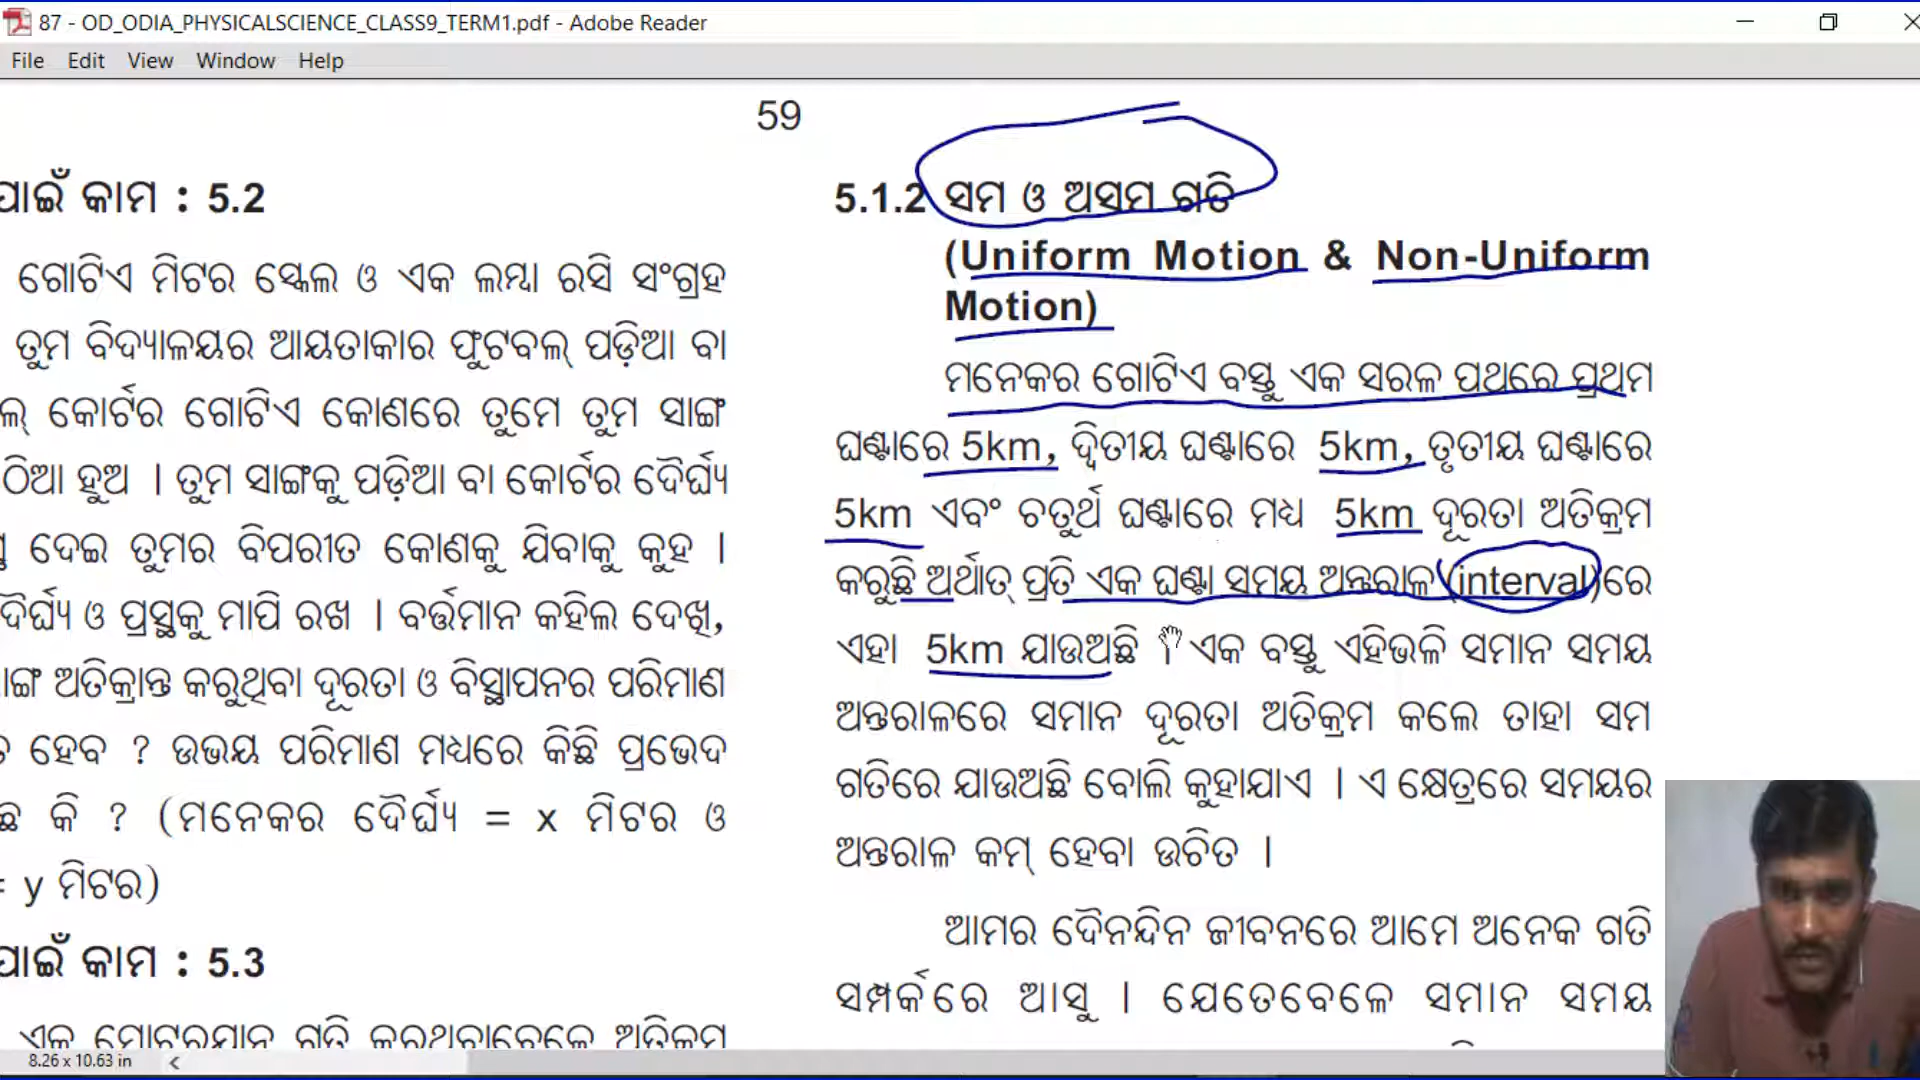 87 - OD_ODIA_PHYSICALSCIENCE_CLASS9_TERM1.pdf - Adobe Reader
File Edit View Window Help
59
ପାଇଁ କାମ : 5.2
ଗୋଟିଏ ମିଟର ସ୍କେଲ ଓ ଏକ ଲମ୍ବା ରସି ସଂଗ୍ରହ
ତୁମ ବିଦ୍ୟାଳୟର ଆୟତାକାର ଫୁଟବଲ୍ ପଡ଼ିଆ ବା
କୋର୍ଟର ଗୋଟିଏ କୋଣରେ ତୁମେ ତୁମ ସାଙ୍ଗ
ଠିଆ ହୁଅ । ତୁମ ସାଙ୍ଗକୁ ପଡ଼ିଆ ବା କୋର୍ଟର ଦୈର୍ଘ୍ୟ
ଦେଇ ତୁମର ବିପରୀତ କୋଣକୁ ଯିବାକୁ କୁହ ।
ଦୈର୍ଘ୍ୟ ଓ ପ୍ରସ୍ଥକୁ ମାପି ରଖ । ବର୍ତ୍ତମାନ କହିଲ ଦେଖି,
ଅତିକ୍ରାନ୍ତ କରୁଥିବା ଦୂରତା ଓ ବିସ୍ଥାପନର ପରିମାଣ
ହେବ ? ଉଭୟ ପରିମାଣ ମଧ୍ୟରେ କିଛି ପ୍ରଭେଦ
କି ? (ମନେକର ଦୈର୍ଘ୍ୟ = x ମିଟର ଓ
= y ମିଟର)
ପାଇଁ କାମ : 5.3
ଏକ ମୋଟରଯାନ ଗତି କରୁଥିବାବେଳେ ଅତିକ୍ରମ
5.1.2 ସମ ଓ ଅସମ ଗତି
(Uniform Motion & Non-Uniform
Motion)
ମନେକର ଗୋଟିଏ ବସ୍ତୁ ଏକ ସରଳ ପଥରେ ପ୍ରଥମ
ଘଣ୍ଟାରେ 5km, ଦ୍ୱିତୀୟ ଘଣ୍ଟାରେ 5km, ତୃତୀୟ ଘଣ୍ଟାରେ
5km ଏବଂ ଚତୁର୍ଥ ଘଣ୍ଟାରେ ମଧ୍ୟ 5km ଦୂରତା ଅତିକ୍ରମ
କରୁଛି ଅର୍ଥାତ୍ ପ୍ରତି ଏକ ଘଣ୍ଟା ସମୟ ଅନ୍ତରାଳ (interval)ରେ
ଏହା 5km ଯାଉଅଛି । ଏକ ବସ୍ତୁ ଏହିଭଳି ସମାନ ସମୟ
ଅନ୍ତରାଳରେ ସମାନ ଦୂରତା ଅତିକ୍ରମ କଲେ ତାହା ସମ
ଗତିରେ ଯାଉଅଛି ବୋଲି କୁହାଯାଏ । ଏ କ୍ଷେତ୍ରରେ ସମୟର
ଅନ୍ତରାଳ କମ୍ ହେବା ଉଚିତ ।
ଆମର ଦୈନନ୍ଦିନ ଜୀବନରେ ଆମେ ଅନେକ ଗତି
ସମ୍ପର୍କରେ ଆସୁ । ଯେତେବେଳେ ସମାନ ସମୟ
8.26 x 10.63 in